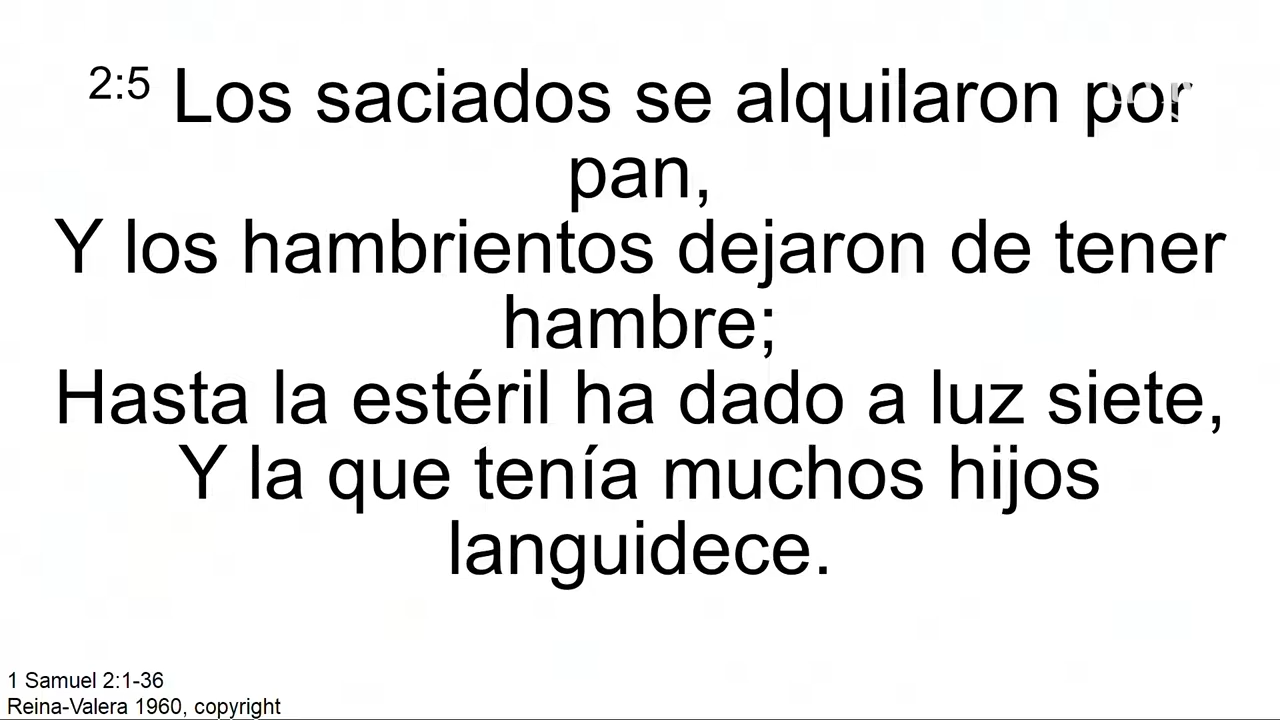 2:5 Los saciados se alquilaron por
pan,
Y los hambrientos dejaron de tener
hambre;
Hasta la estéril ha dado a luz siete,
Y la que tenía muchos hijos
languidece.
1 Samuel 2:1-36
Reina-Valera 1960, copyright